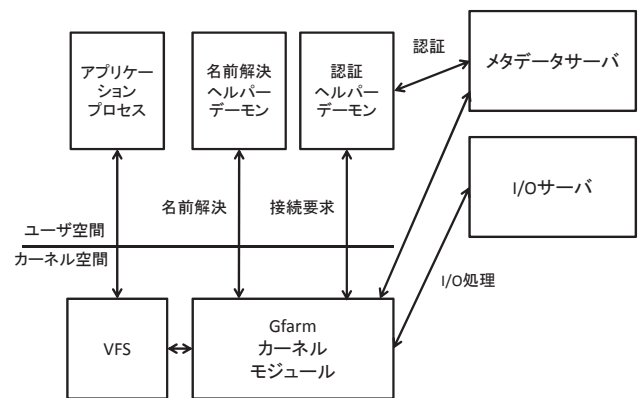 アプリケー
ション
プロセス
名前解決
ヘルパー
デーモン
認証
ヘルパー
デーモン
認証
メタデータサーバ
I/Oサーバ
名前解決
接続要求
ユーザ空間
カーネル空間
I/O処理
VFS
Gfarm
カーネル
モジュール